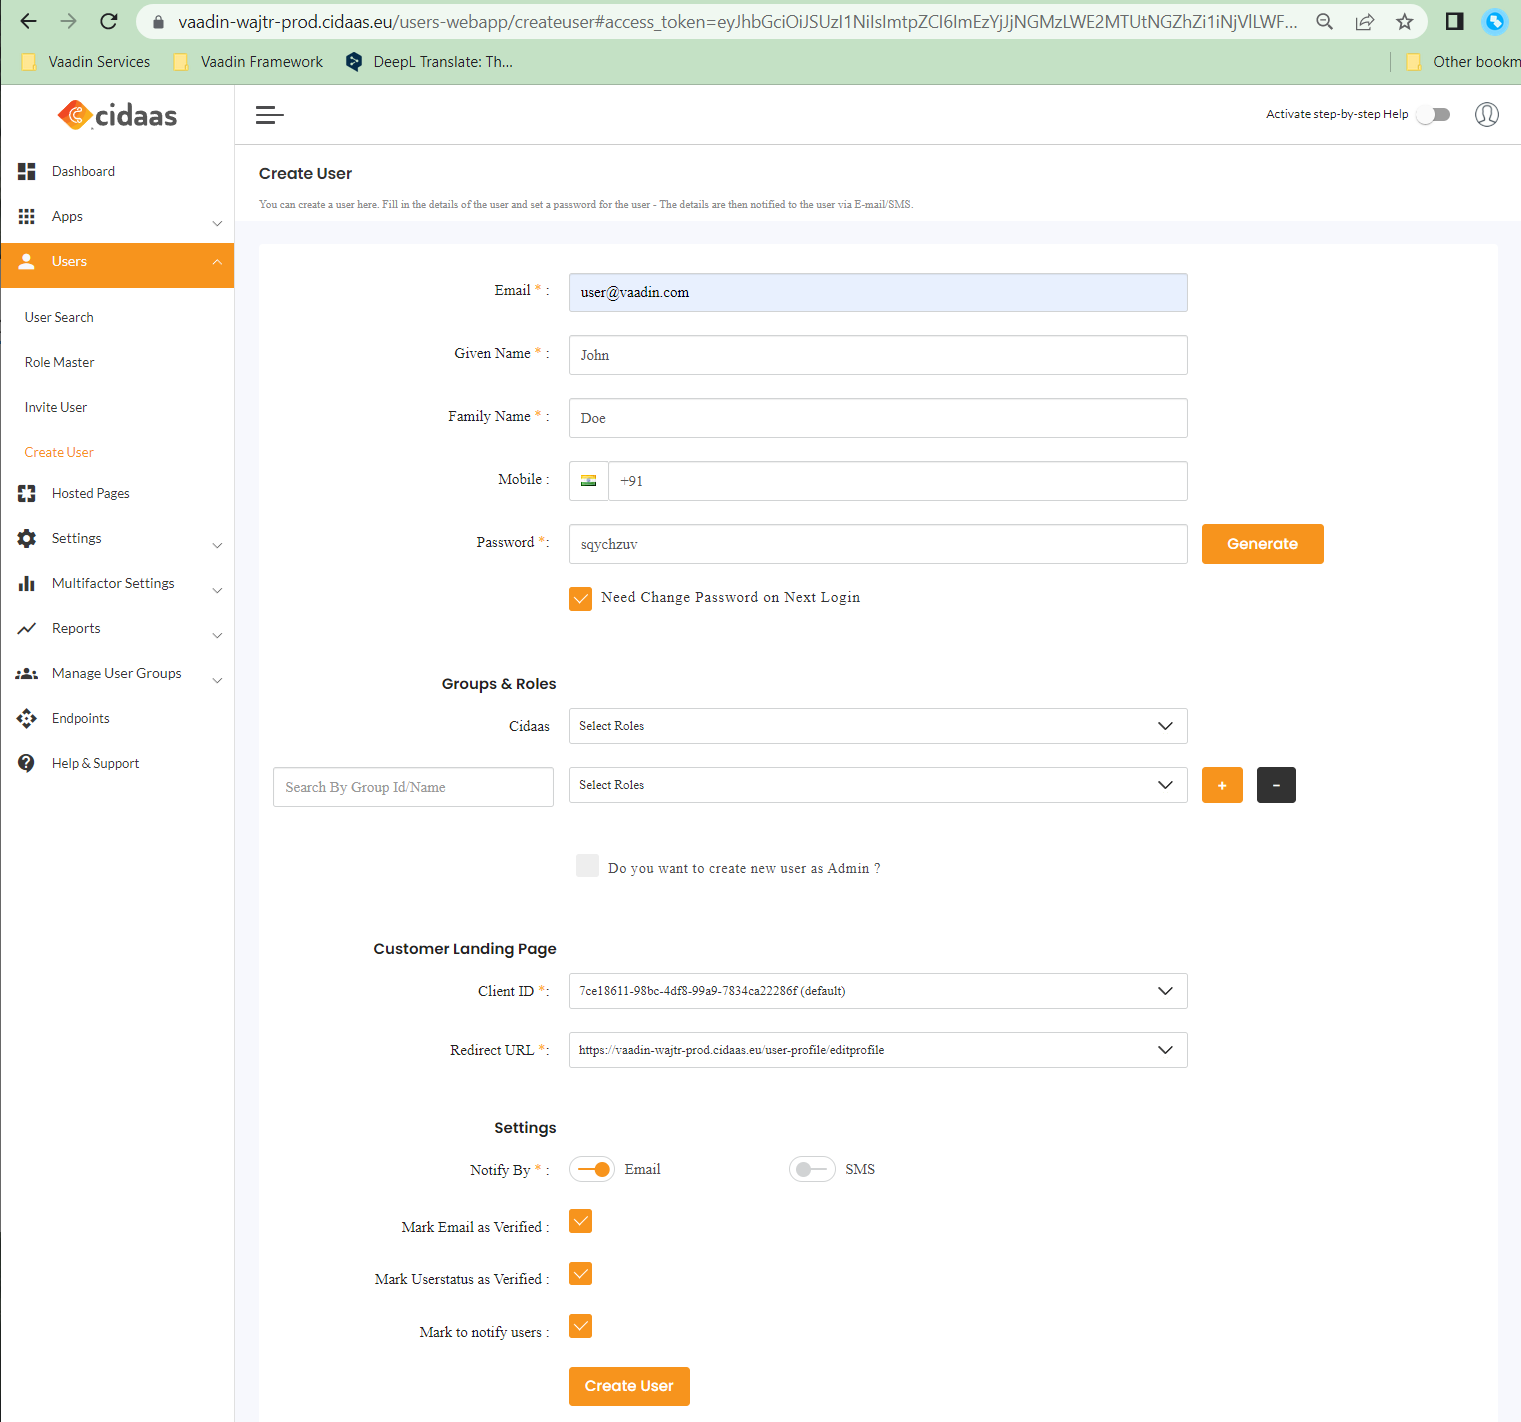 vaadin-wajtr-prod.cidaas.eu/users-webapp/createuser#access_token=eyJhbGciOiJSUzI1NiIsImtpZCI6ImEzYjJjNGMzLWE2MTUtNGZhZi1iNjVlLWF...
Vaadin Services
Vaadin Framework
DeepL Translate: Th...
Other bookm
cidaas
Activate step-by-step Help
Dashboard
Apps
Users
User Search
Role Master
Invite User
Create User
Hosted Pages
Settings
Multifactor Settings
Reports
Manage User Groups
Endpoints
Help & Support
Create User
You can create a user here. Fill in the details of the user and set a password for the user - The details are then notified to the user via E-mail/SMS.
Email * : user@vaadin.com
Given Name * : John
Family Name * : Doe
Mobile : +91
Password *: sqychzuv Generate
Need Change Password on Next Login
Groups & Roles
Cidaas Select Roles
Search By Group Id/Name Select Roles + -
Do you want to create new user as Admin ?
Customer Landing Page
Client ID *: 7ce18611-98bc-4df8-99a9-7834ca22286f (default)
Redirect URL *: https://vaadin-wajtr-prod.cidaas.eu/user-profile/editprofile
Settings
Notify By * : Email SMS
Mark Email as Verified :
Mark Userstatus as Verified :
Mark to notify users :
Create User